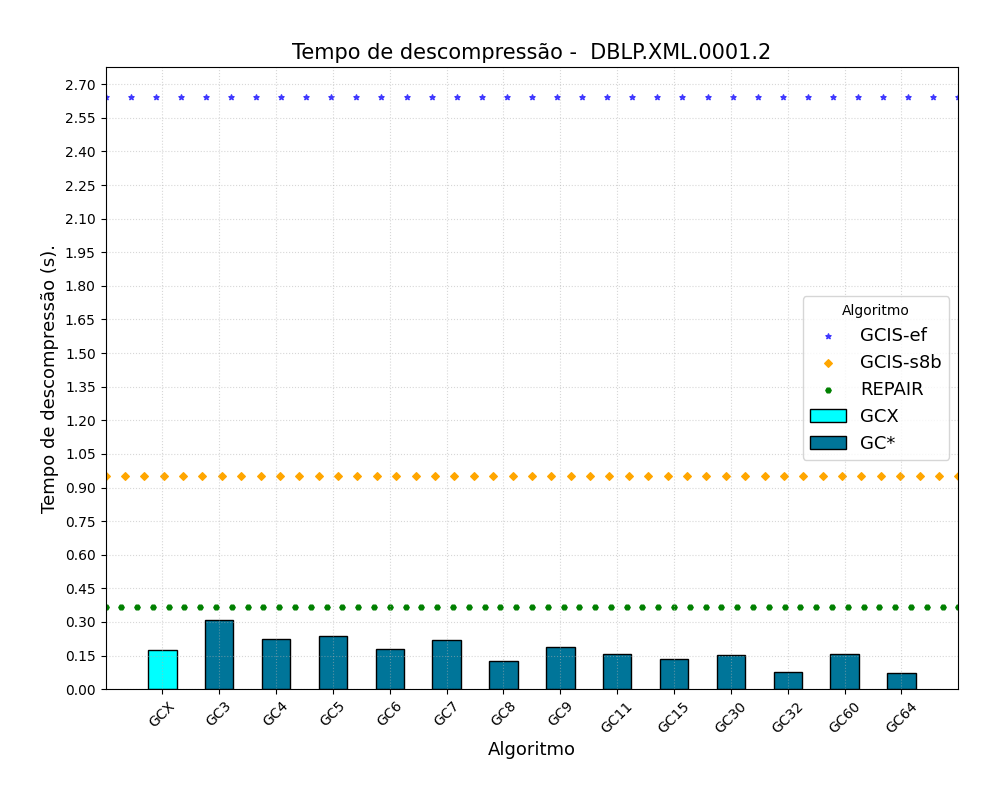 Tempo de descompressão - DBLP.XML.0001.2
Tempo de descompressão (s).
2.70
2.55
2.40
2.25
2.10
1.95
1.80
1.65
1.50
1.35
1.20
1.05
0.90
0.75
0.60
0.45
0.30
0.15
0.00
Algoritmo
GCIS-ef
GCIS-s8b
REPAIR
GCX
GC*
GCX GC3 GC4 GC5 GC6 GC7 GC8 GC9 GC11 GC15 GC30 GC32 GC60 GC64
Algoritmo